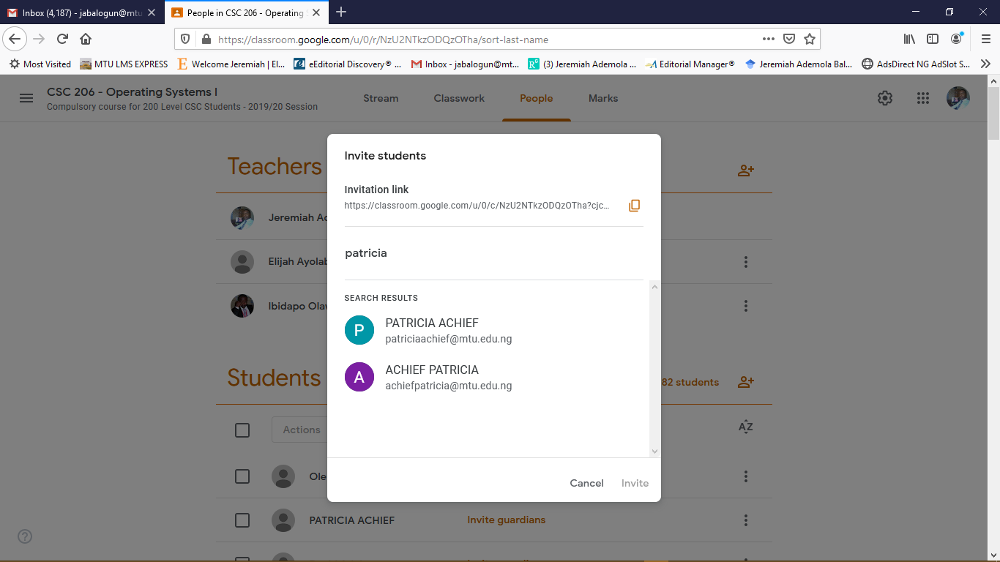 Inbox (4,187) - jabalogun@mtu
People in CSC 206 - Operating S
https://classroom.google.com/u/0/r/NzU2NTkzODQzOTha/sort-last-name
Most Visited
MTU LMS EXPRESS
Welcome Jeremiah | El...
eEditorial Discovery® ...
Inbox - jabalogun@mt...
(3) Jeremiah Ademola ...
Editorial Manager®
Jeremiah Ademola Bal...
AdsDirect NG AdSlot S...
CSC 206 - Operating Systems I
Compulsory course for 200 Level CSC Students - 2019/20 Session
Stream
Classwork
People
Marks
Teachers
Jeremiah Ad
Elijah Ayolab
Ibidapo Olaw
Invite students
Invitation link
https://classroom.google.com/u/0/c/NzU2NTkzODQzOTha?cjc...
patricia
SEARCH RESULTS
P
PATRICIA ACHIEF
patriciaachief@mtu.edu.ng
A
ACHIEF PATRICIA
achiefpatricia@mtu.edu.ng
Cancel
Invite
Students
82 students
Actions
AZ
Ole
PATRICIA ACHIEF
Invite guardians